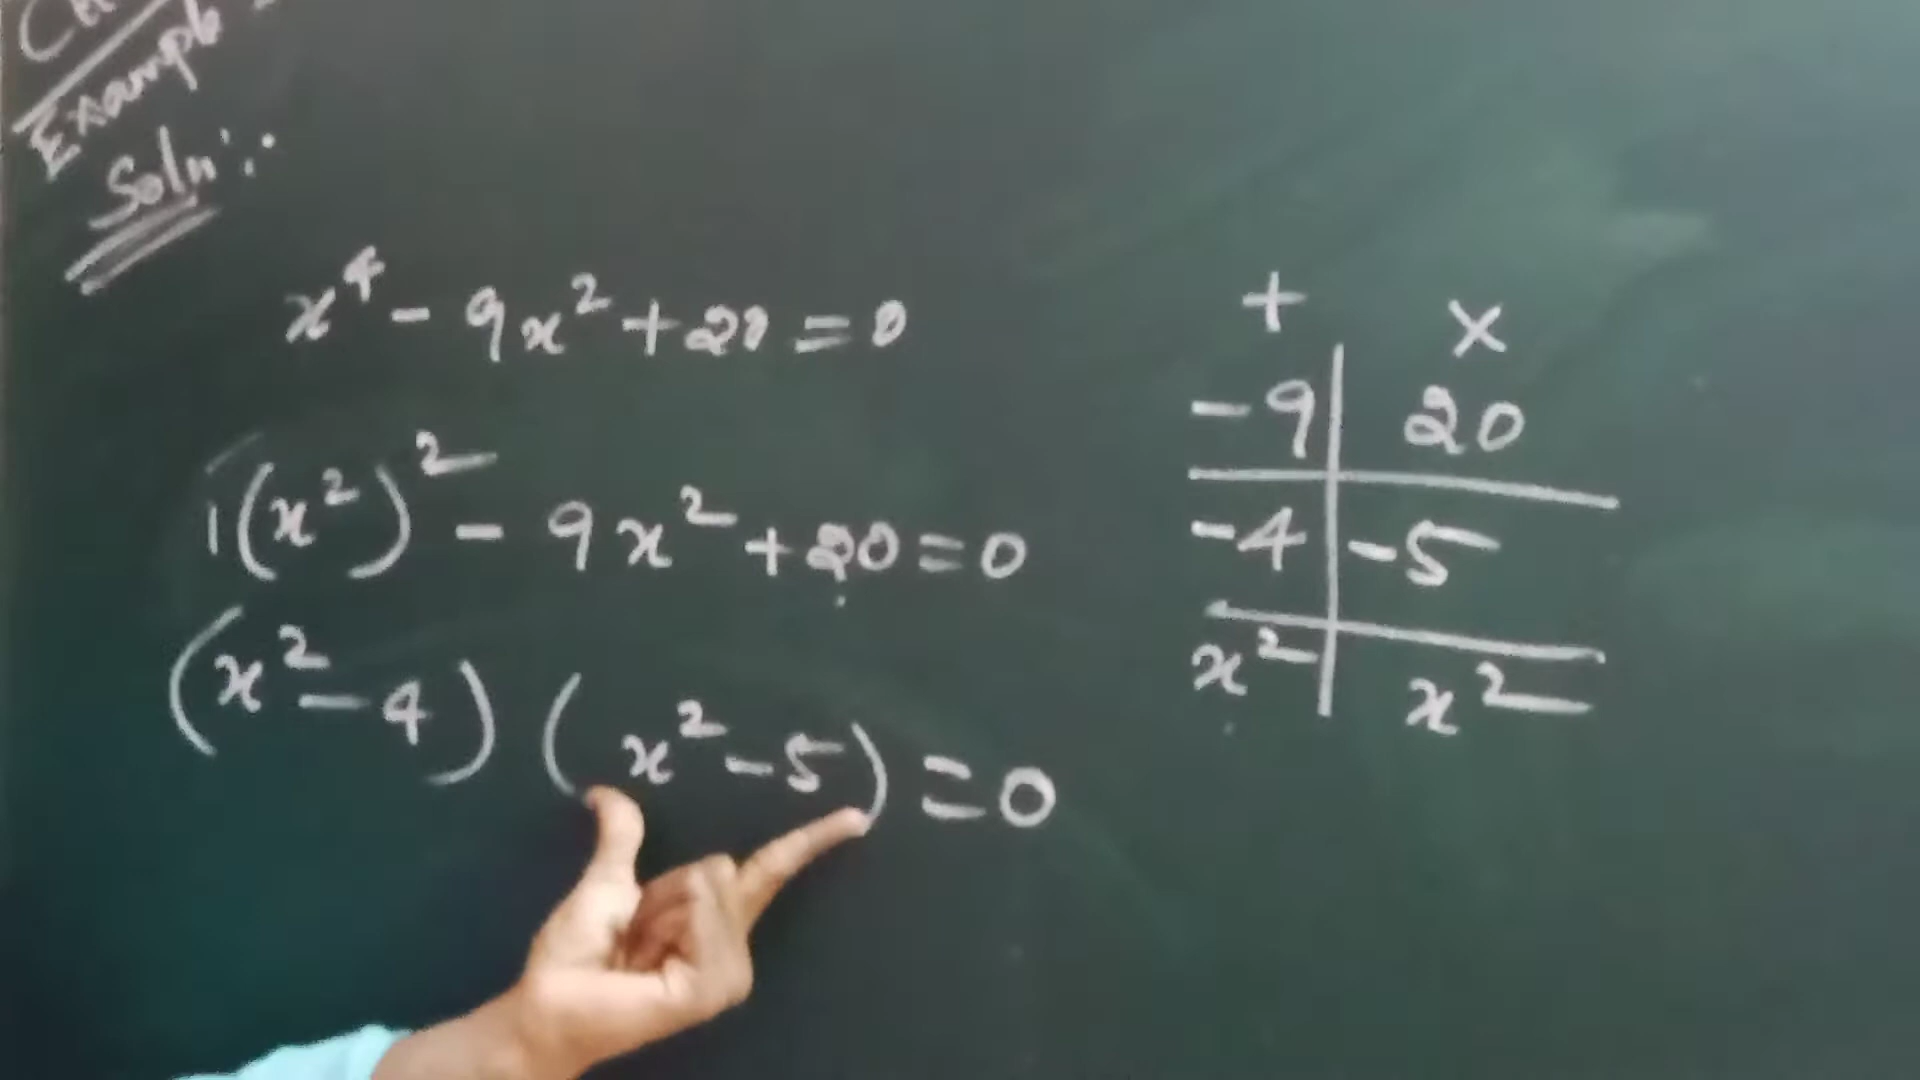 Example
Soln:-
x⁴ - 9x² + 20 = 0
1(x²)² - 9x² + 20 = 0
(x² - 4) (x² - 5) = 0
+ ×
-9 | 20
-4 | -5
x² | x²